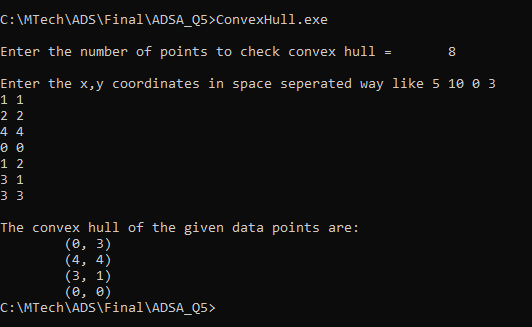 C:\MTech\ADS\Final\ADSA_Q5>ConvexHull.exe
Enter the number of points to check convex hull = 8
Enter the x,y coordinates in space seperated way like 5 10 0 3
1 1
2 2
4 4
0 0
1 2
3 1
3 3
The convex hull of the given data points are:
(0, 3)
(4, 4)
(3, 1)
(0, 0)
C:\MTech\ADS\Final\ADSA_Q5>